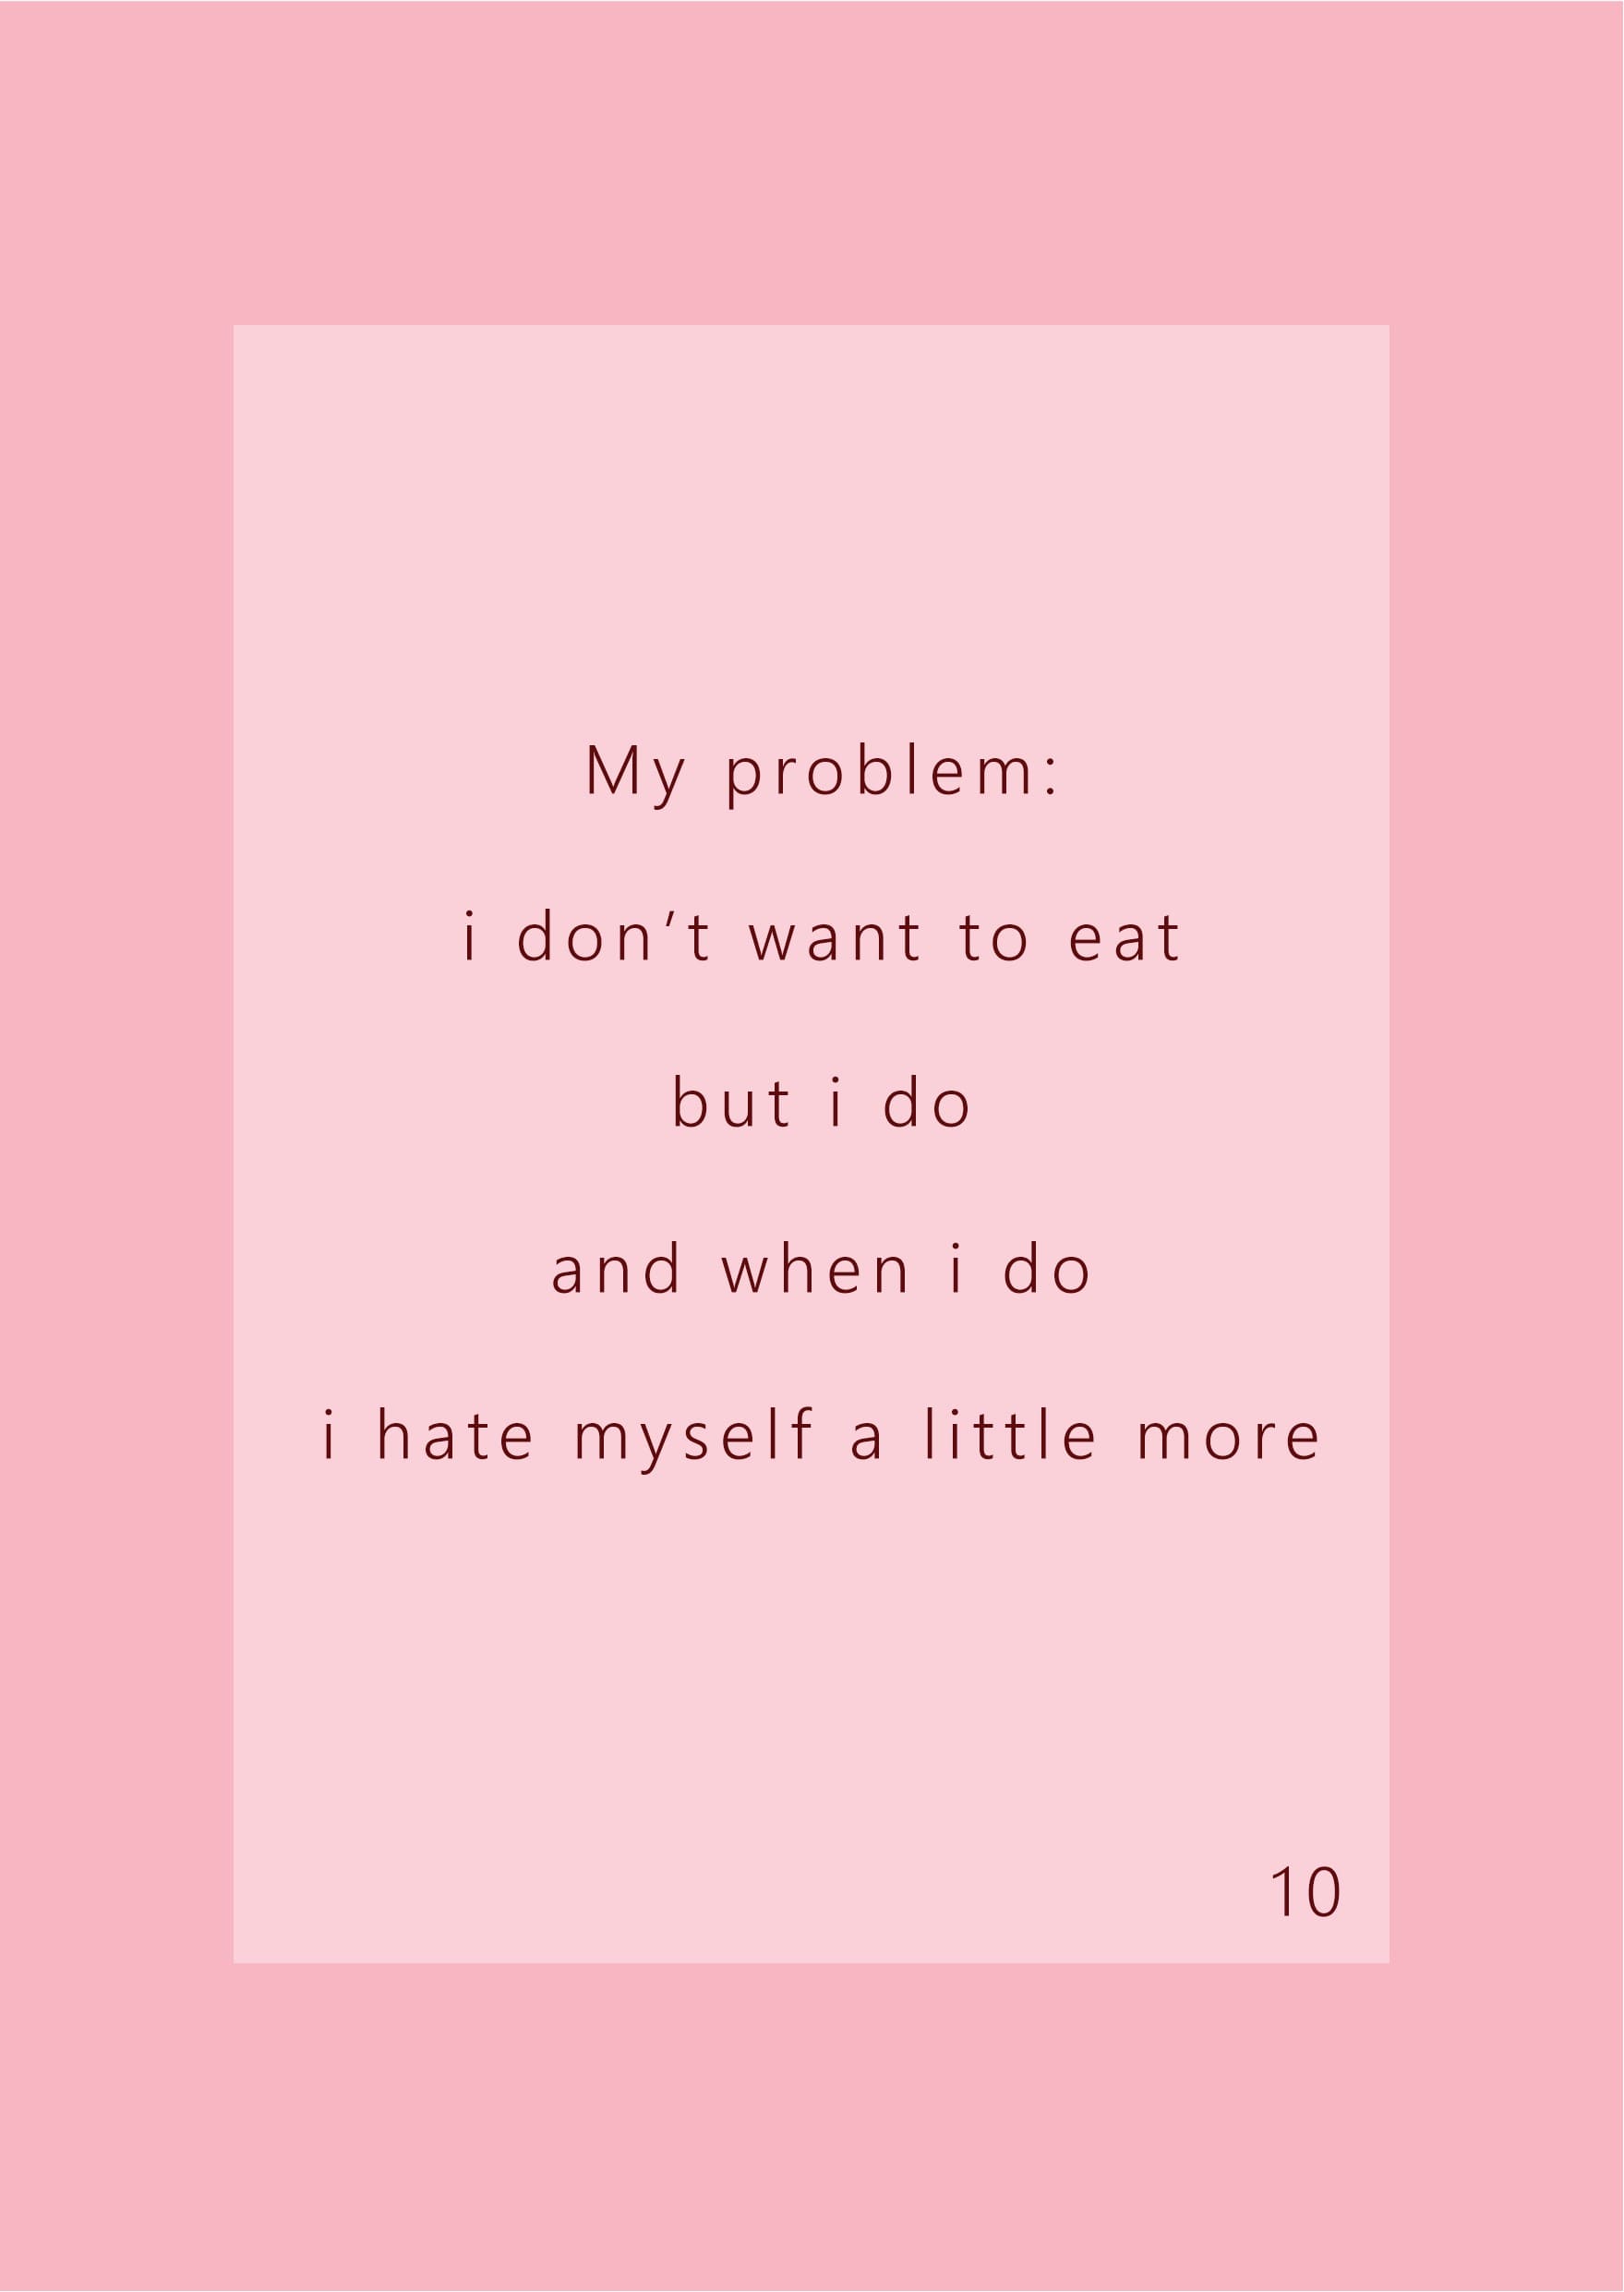 My problem:
i don’t want to eat
but i do
and when i do
i hate myself a little more
10